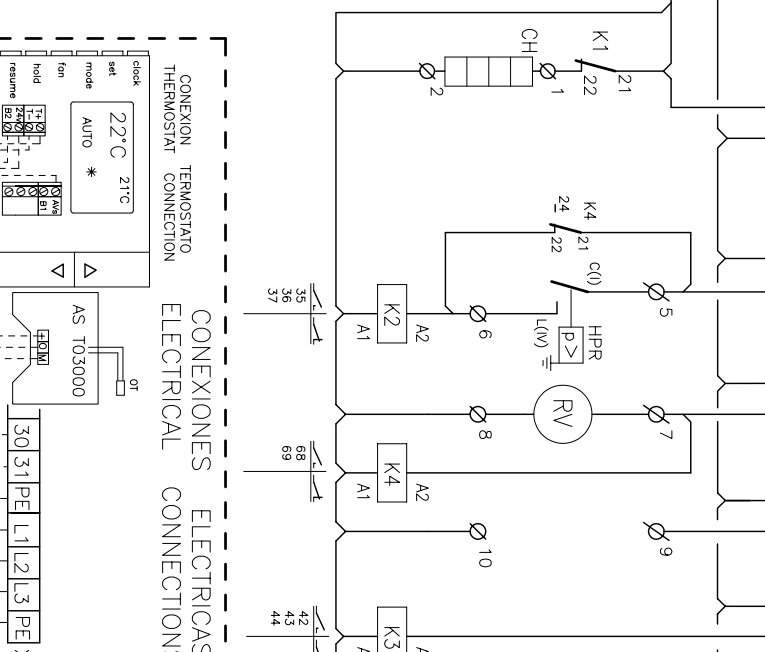 K1
CH
21
22
1
2
K4
24
21
22
C(I)
5
HPR
p >
L(IV)
6
A2
K2
A1
35
36
37
7
RV
8
A2
K4
A1
68
69
9
10
A
K3
A
42
43
44
CONEXIONES ELECTRICAS
ELECTRICAL CONNECTIONS
CONEXION TERMOSTATO
THERMOSTAT CONNECTION
clock
set
mode
fan
hold
resume
22°C
21°C
AUTO
*
T+
T-
24v
B2
AVs
B1
AS T03000
OT
+ O M
30 31 PE L1 L2 L3 PE